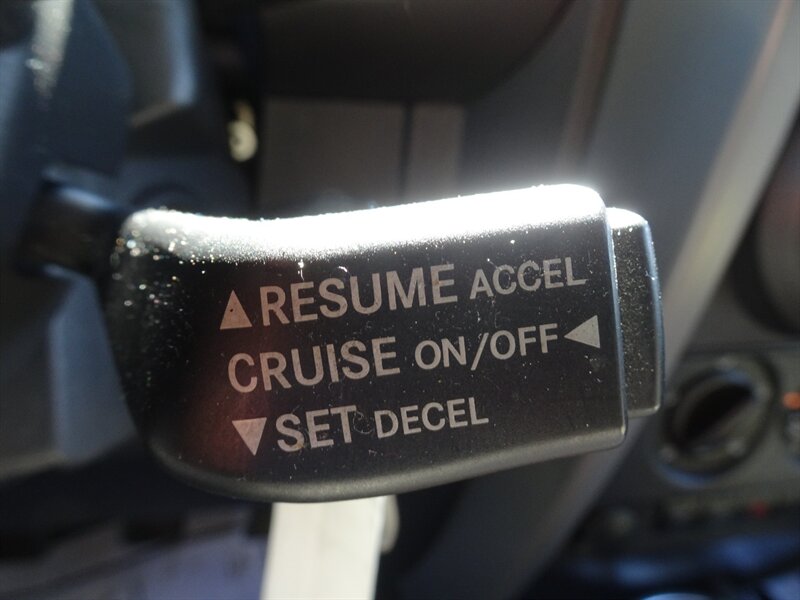 ▲RESUME ACCEL
CRUISE ON/OFF◀
▼SET DECEL